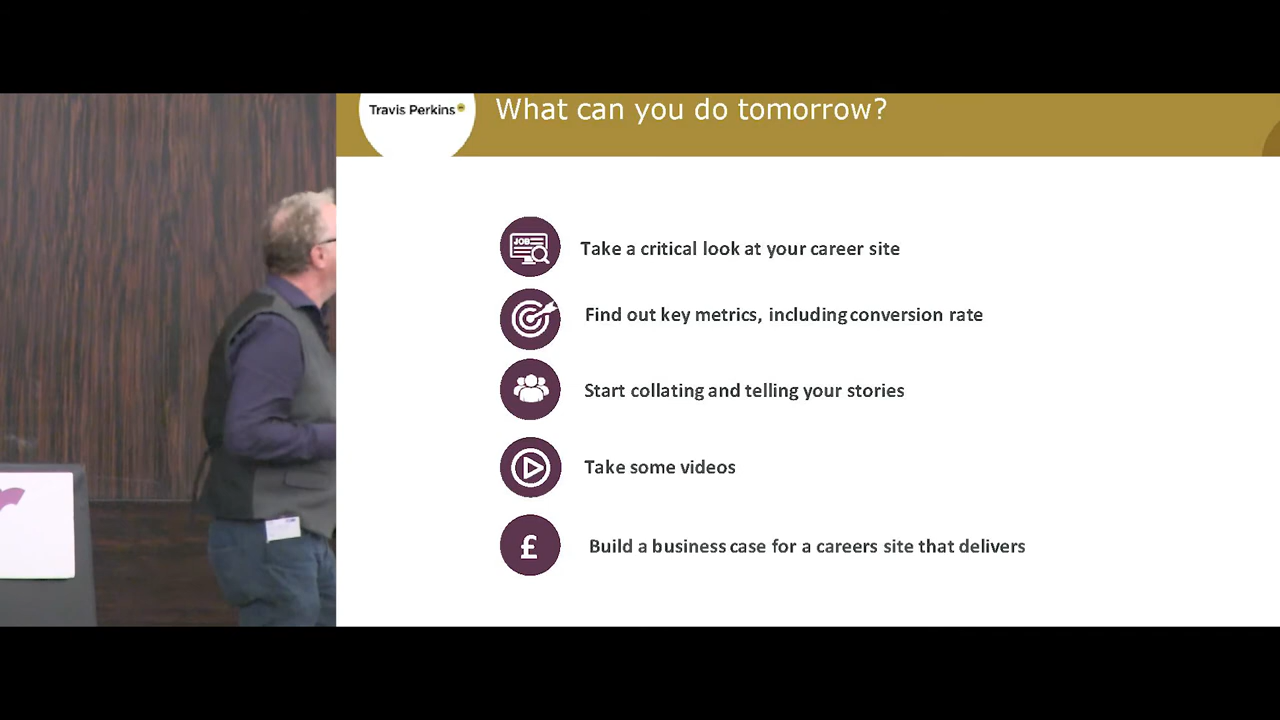 Travis Perkins
What can you do tomorrow?
JOB
Take a critical look at your career site
Find out key metrics, including conversion rate
Start collating and telling your stories
Take some videos
£
Build a business case for a careers site that delivers